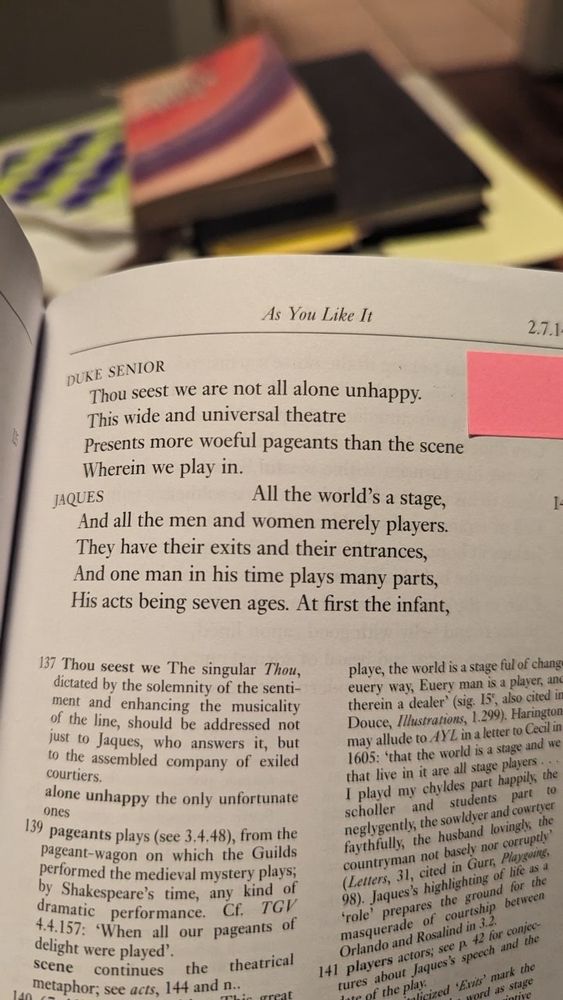 As You Like It
2.7.1
DUKE SENIOR
Thou seest we are not all alone unhappy.
This wide and universal theatre
Presents more woeful pageants than the scene
Wherein we play in.
JAQUES All the world's a stage,
And all the men and women merely players.
They have their exits and their entrances,
And one man in his time plays many parts,
His acts being seven ages. At first the infant,
137 Thou seest we The singular Thou,
dictated by the solemnity of the senti-
ment and enhancing the musicality
of the line, should be addressed not
just to Jaques, who answers it, but
to the assembled company of exiled
courtiers.
alone unhappy the only unfortunate
ones
139 pageants plays (see 3.4.48), from the
pageant-wagon on which the Guilds
performed the medieval mystery plays;
by Shakespeare's time, any kind of
dramatic performance. Cf. TGV
4.4.157: 'When all our pageants of
delight were played'.
scene continues the theatrical
metaphor; see acts, 144 and n..
140 This great
playe, the world is a stage ful of change
euery way, Euery man is a player, and
therein a dealer' (sig. I5r, also cited in
Douce, Illustrations, 1.299). Harington
may allude to AYL in a letter to Cecil in
1605: 'that the world is a stage and we
that live in it are all stage players . . .
I playd my chyldes part happily, the
scholler and students part to
neglygently, the sowldyer and cowrtyer
faythfully, the husband lovingly, the
countryman not basely nor corruptly'
(Letters, 31, cited in Gurr, Playgoing,
98). Jaques's highlighting of life as a
'role' prepares the ground for the
masquerade of courtship between
Orlando and Rosalind in 3.2.
141 players actors; see p. 42 for conjec-
tures about Jaques's speech and the
date of the play.
italicized 'Exits' mark the
word as stage